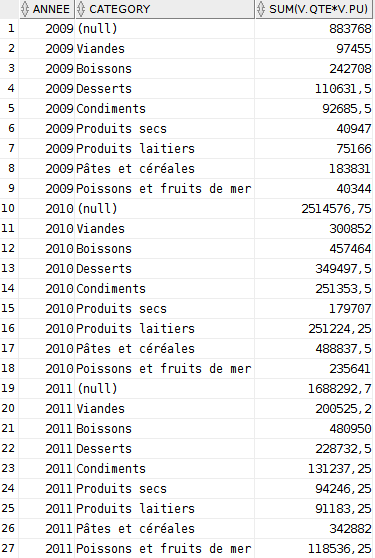 ANNEE CATEGORY SUM(V.QTE*V.PU)
1 2009 (null) 883768
2 2009 Viandes 97455
3 2009 Boissons 242708
4 2009 Desserts 110631,5
5 2009 Condiments 92685,5
6 2009 Produits secs 40947
7 2009 Produits laitiers 75166
8 2009 Pâtes et céréales 183831
9 2009 Poissons et fruits de mer 40344
10 2010 (null) 2514576,75
11 2010 Viandes 300852
12 2010 Boissons 457464
13 2010 Desserts 349497,5
14 2010 Condiments 251353,5
15 2010 Produits secs 179707
16 2010 Produits laitiers 251224,25
17 2010 Pâtes et céréales 488837,5
18 2010 Poissons et fruits de mer 235641
19 2011 (null) 1688292,7
20 2011 Viandes 200525,2
21 2011 Boissons 480950
22 2011 Desserts 228732,5
23 2011 Condiments 131237,25
24 2011 Produits secs 94246,25
25 2011 Produits laitiers 91183,25
26 2011 Pâtes et céréales 342882
27 2011 Poissons et fruits de mer 118536,25